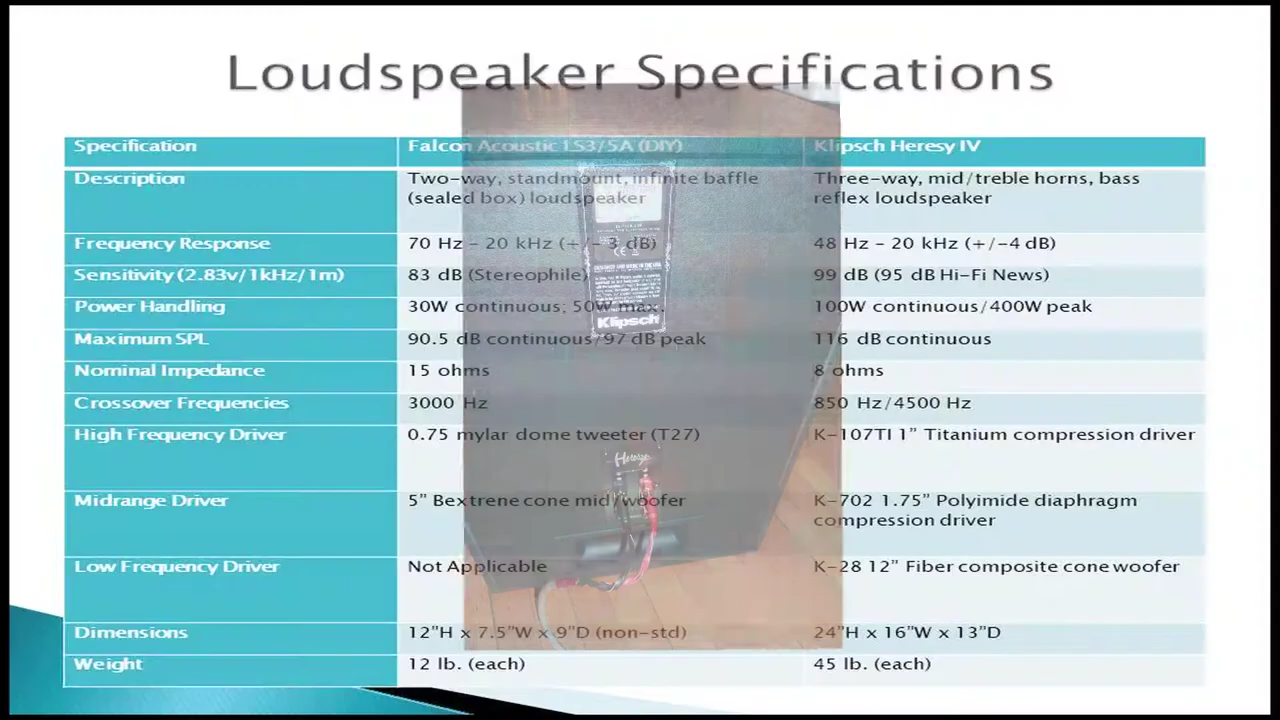 Loudspeaker Specifications
Specification Falcon Acoustic LS3/5A (DIY) Klipsch Heresy IV
Description Two-way, standmount, infinite baffle Three-way, mid/treble horns, bass
(sealed box) loudspeaker reflex loudspeaker
Frequency Response 70 Hz – 20 kHz (+/- 3 dB) 48 Hz – 20 kHz (+/-4 dB)
Sensitivity (2.83v/1kHz/1m) 83 dB (Stereophile) 99 dB (95 dB Hi-Fi News)
Power Handling 30W continuous; 50W max. 100W continuous/400W peak
Maximum SPL 90.5 dB continuous/97 dB peak 116 dB continuous
Nominal Impedance 15 ohms 8 ohms
Crossover Frequencies 3000 Hz 850 Hz/4500 Hz
High Frequency Driver 0.75 mylar dome tweeter (T27) K-107TI 1” Titanium compression driver
Midrange Driver 5” Bextrene cone mid/woofer K-702 1.75” Polyimide diaphragm
compression driver
Low Frequency Driver Not Applicable K-28 12” Fiber composite cone woofer
Dimensions 12”H x 7.5”W x 9”D (non-std) 24”H x 16”W x 13”D
Weight 12 lb. (each) 45 lb. (each)
Klipsch
Heresy